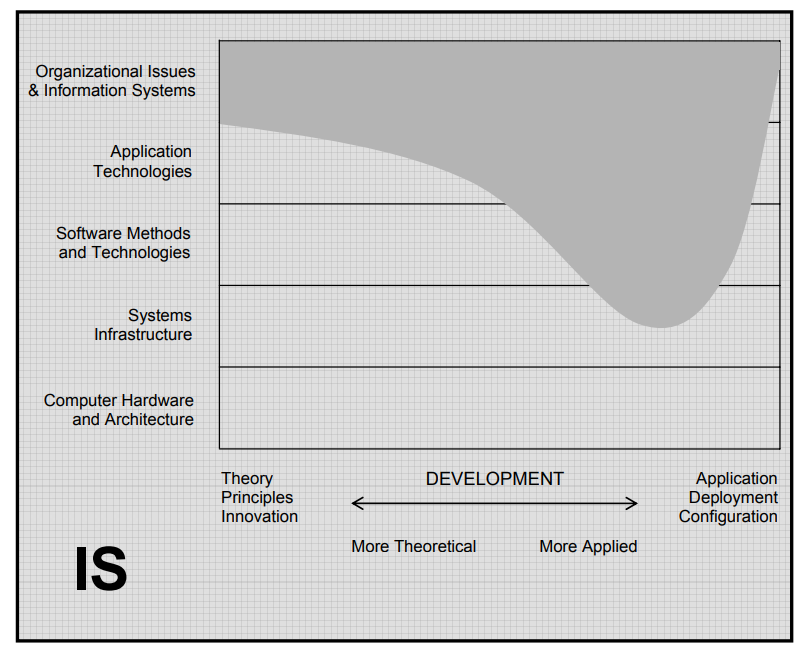 Organizational Issues
& Information Systems
Application
Technologies
Software Methods
and Technologies
Systems
Infrastructure
Computer Hardware
and Architecture
Theory
Principles
Innovation
DEVELOPMENT
Application
Deployment
Configuration
More Theoretical
More Applied
IS